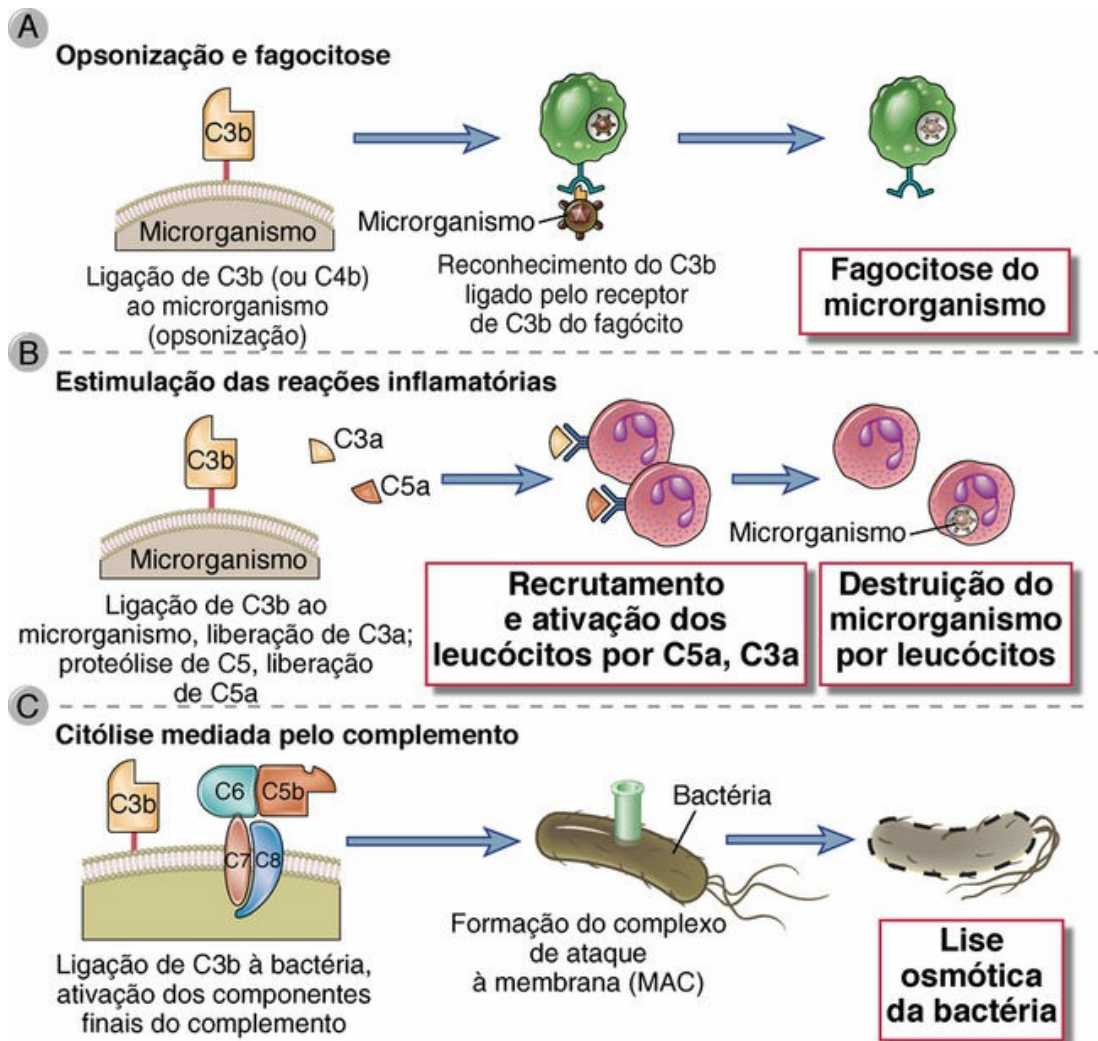 A
Opsonização e fagocitose
C3b
Microrganismo
Ligação de C3b (ou C4b)
ao microrganismo
(opsonização)
Microrganismo
Reconhecimento do C3b
ligado pelo receptor
de C3b do fagócito
Fagocitose do
microrganismo
B
Estimulação das reações inflamatórias
C3b
C3a
C5a
Microrganismo
Ligação de C3b ao
microrganismo, liberação de C3a;
proteólise de C5, liberação
de C5a
Recrutamento
e ativação dos
leucócitos por C5a, C3a
Microrganismo
Destruição do
microrganismo
por leucócitos
C
Citólise mediada pelo complemento
C3b
C6
C5b
C7
C8
Ligação de C3b à bactéria,
ativação dos componentes
finais do complemento
Bactéria
Formação do complexo
de ataque
à membrana (MAC)
Lise
osmótica
da bactéria